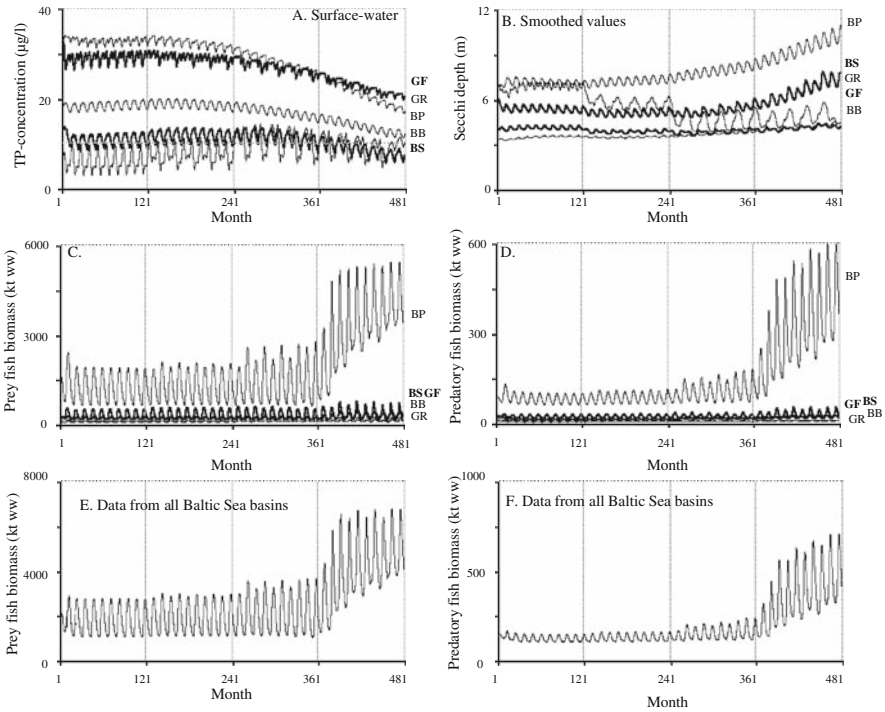 A. Surface-water
TP-concentration (µg/l)
40
20
0
1
121
241
361
481
Month
GF
GR
BP
BB
BS
B. Smoothed values
Secchi depth (m)
12
9
6
3
0
1
121
241
361
481
Month
BP
BS
GR
GF
BB
C.
Prey fish biomass (kt ww)
6000
3000
0
1
121
241
361
481
Month
BP
BS GF
BB
GR
D.
Predatory fish biomass (kt ww)
600
300
0
1
121
241
361
481
Month
BP
GF BS
GR BB
E. Data from all Baltic Sea basins
Prey fish biomass (kt ww)
8000
4000
0
1
121
241
361
481
Month
F. Data from all Baltic Sea basins
Predatory fish biomass (kt ww)
1000
500
0
1
121
241
361
481
Month